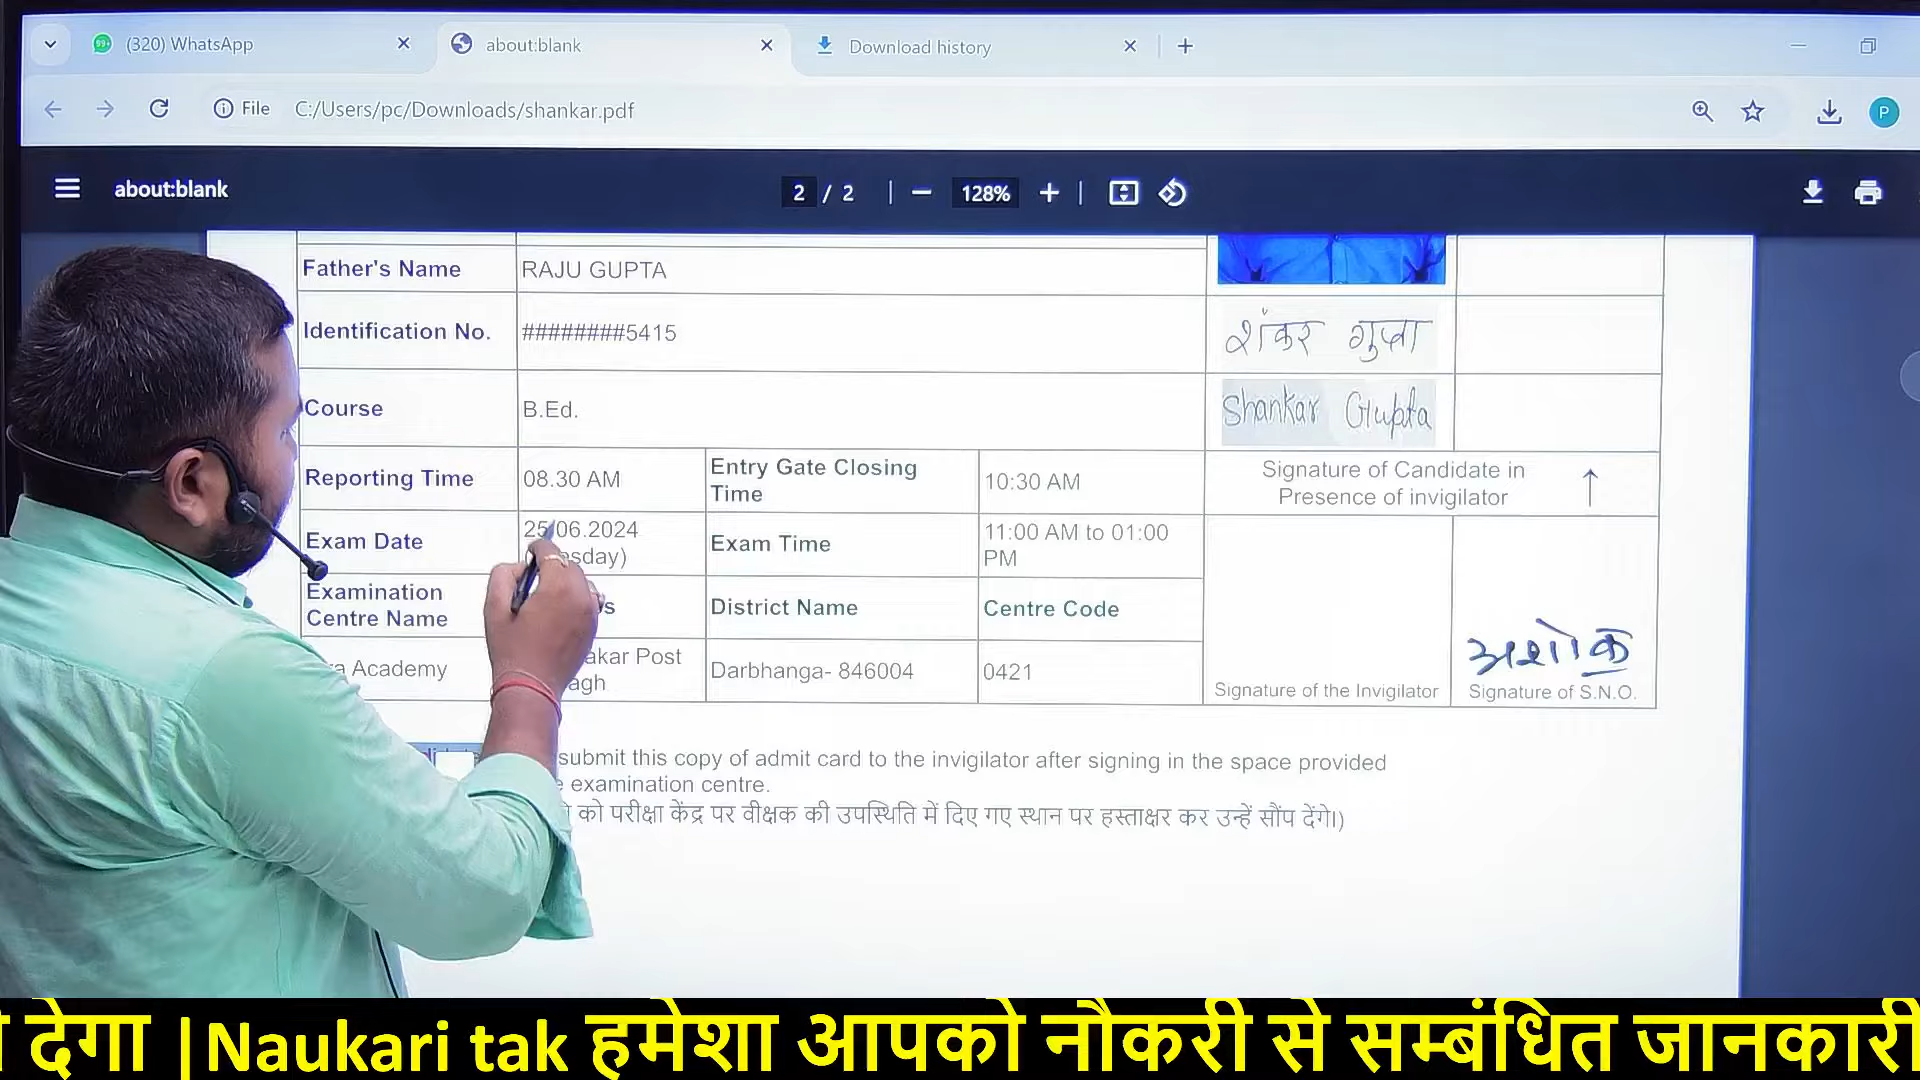 (320) WhatsApp
about:blank
Download history
File
C:/Users/pc/Downloads/shankar.pdf
P
about:blank
2 / 2
128%
Father's Name
RAJU GUPTA
Identification No.
########5415
शंकर गुप्ता
Course
B.Ed.
Shankar Gupta
Reporting Time
08.30 AM
Entry Gate Closing
Time
10:30 AM
Signature of Candidate in
Presence of invigilator
Exam Date
25.06.2024
Exam Time
11:00 AM to 01:00
PM
Examination
Centre Name
District Name
Centre Code
Academy
Post
Darbhanga- 846004
0421
अशोक
Signature of the Invigilator
Signature of S.N.O.
submit this copy of admit card to the invigilator after signing in the space provided
examination centre.
को परीक्षा केंद्र पर वीक्षक की उपस्थिति में दिए गए स्थान पर हस्ताक्षर कर उन्हें सौंप देंगे।)
देगा |Naukari tak हमेशा आपको नौकरी से सम्बंधित जानकारी